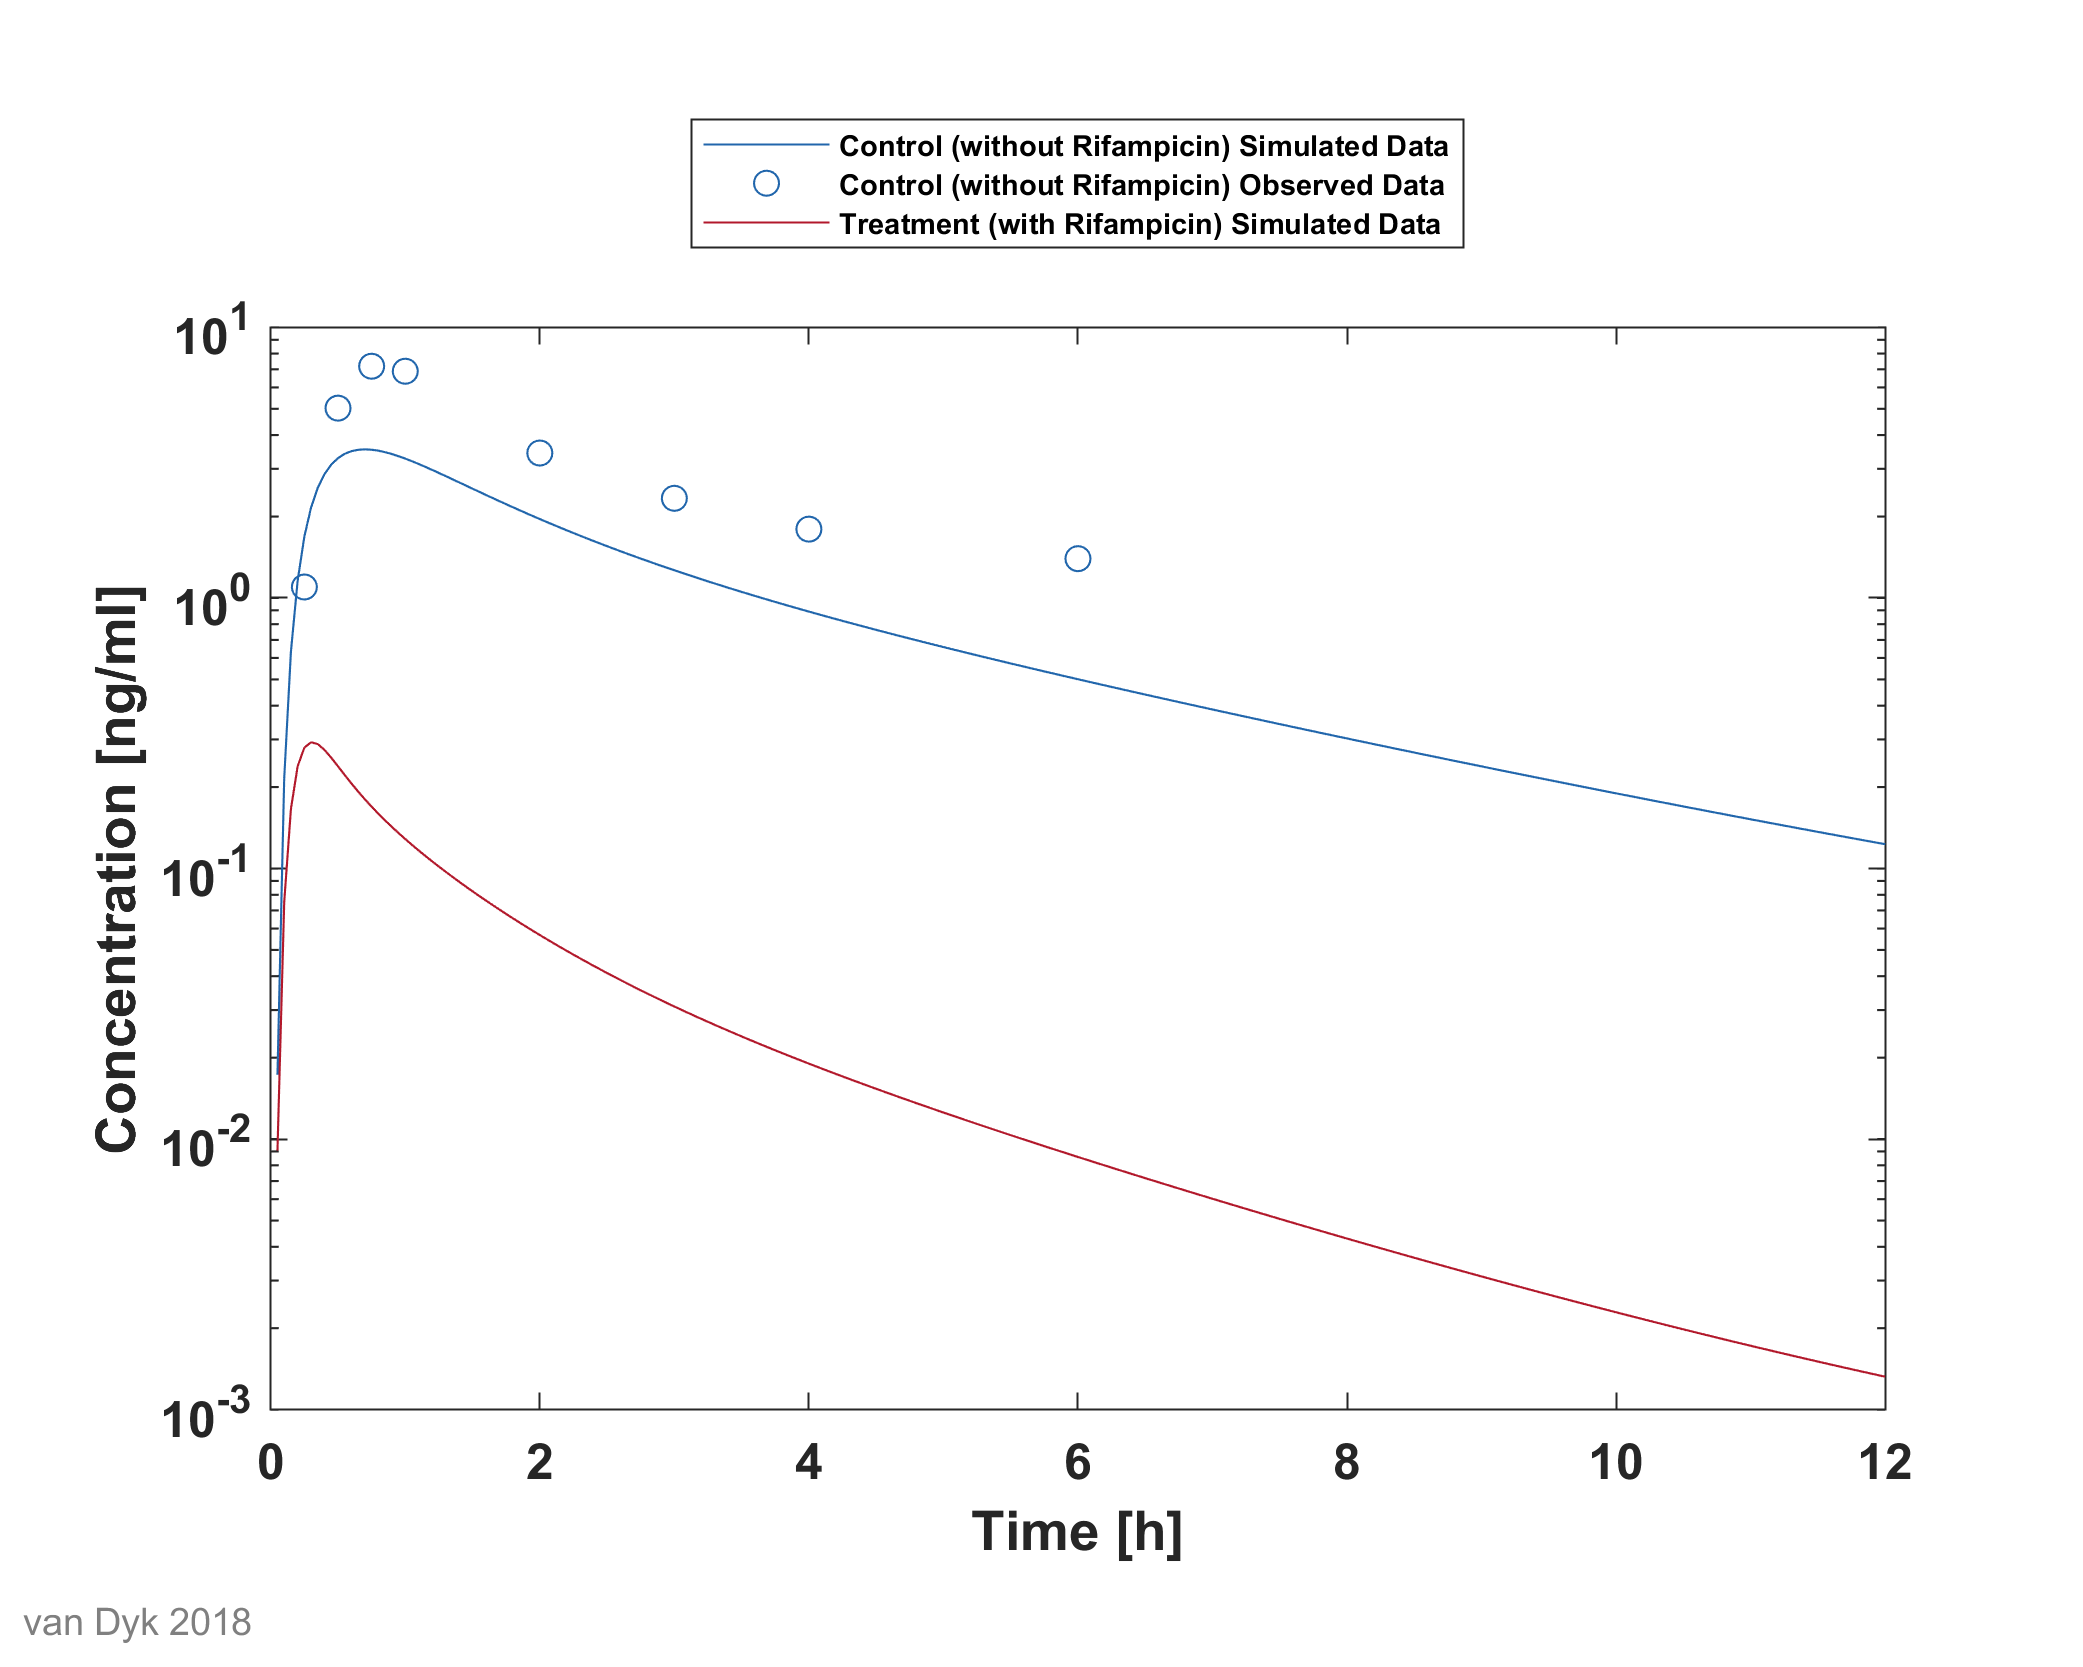 Control (without Rifampicin) Simulated Data
Control (without Rifampicin) Observed Data
Treatment (with Rifampicin) Simulated Data
10^1
10^0
10^-1
10^-2
10^-3
Concentration [ng/ml]
0 2 4 6 8 10 12
Time [h]
van Dyk 2018